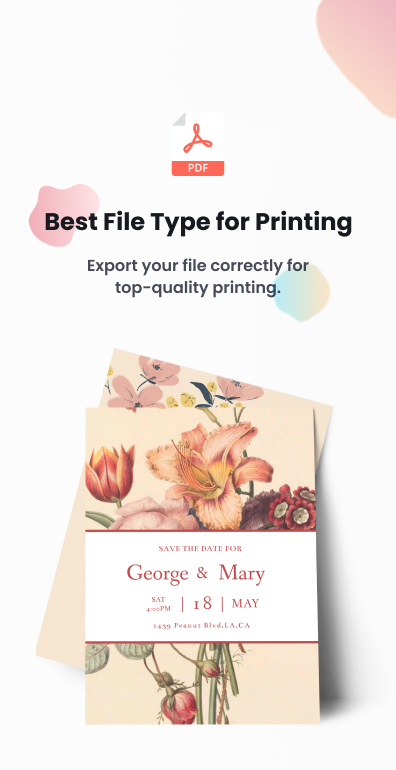 PDF
Best File Type for Printing
Export your file correctly for
top-quality printing.
SAVE THE DATE FOR
George & Mary
SAT
4:00PM | 18 | MAY
1439 Peanut Blvd,LA,CA